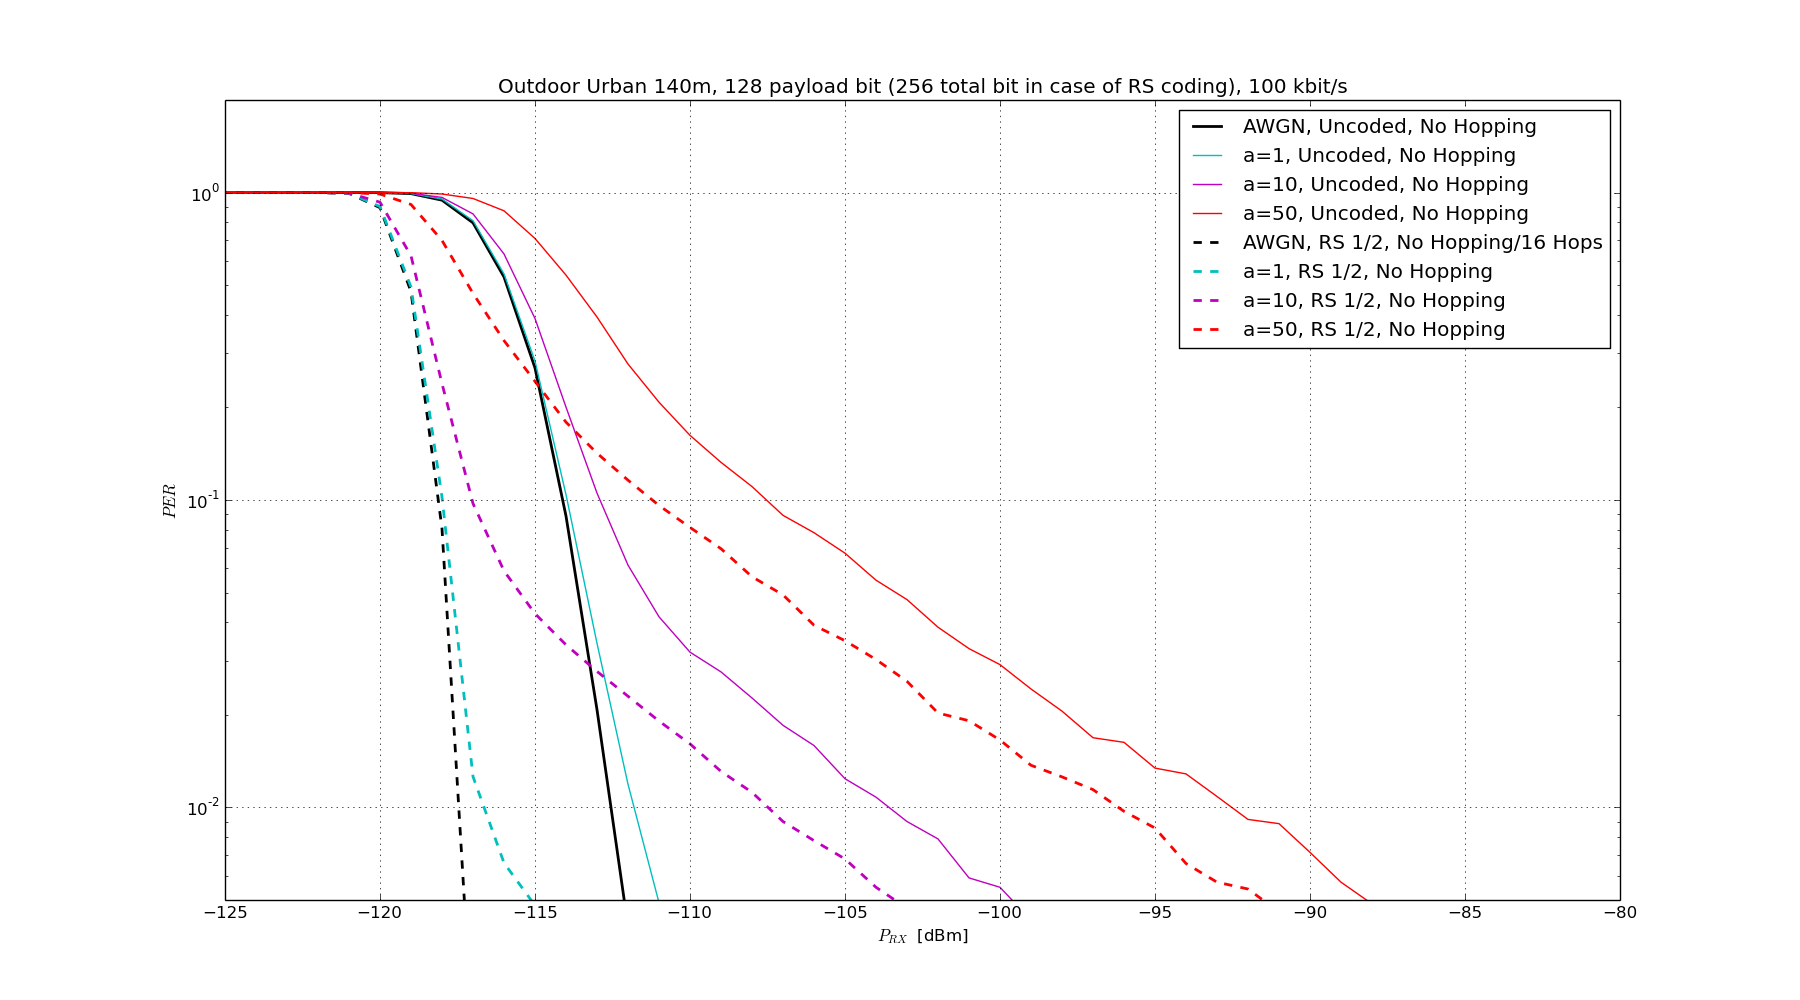 Outdoor Urban 140m, 128 payload bit (256 total bit in case of RS coding), 100 kbit/s
AWGN, Uncoded, No Hopping
a=1, Uncoded, No Hopping
a=10, Uncoded, No Hopping
a=50, Uncoded, No Hopping
AWGN, RS 1/2, No Hopping/16 Hops
a=1, RS 1/2, No Hopping
a=10, RS 1/2, No Hopping
a=50, RS 1/2, No Hopping
10^0
10^-1
10^-2
PER
−125 −120 −115 −110 −105 −100 −95 −90 −85 −80
P_RX [dBm]